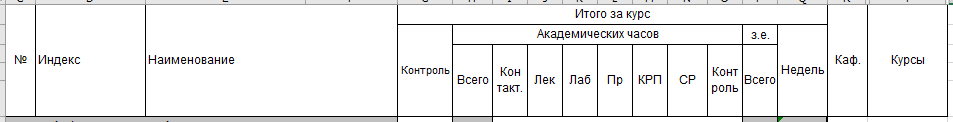 Итого за курс
Академических часов
з.е.
№
Индекс
Наименование
Контроль
Всего
Кон
такт.
Лек
Лаб
Пр
КРП
СР
Конт
роль
Всего
Недель
Каф.
Курсы